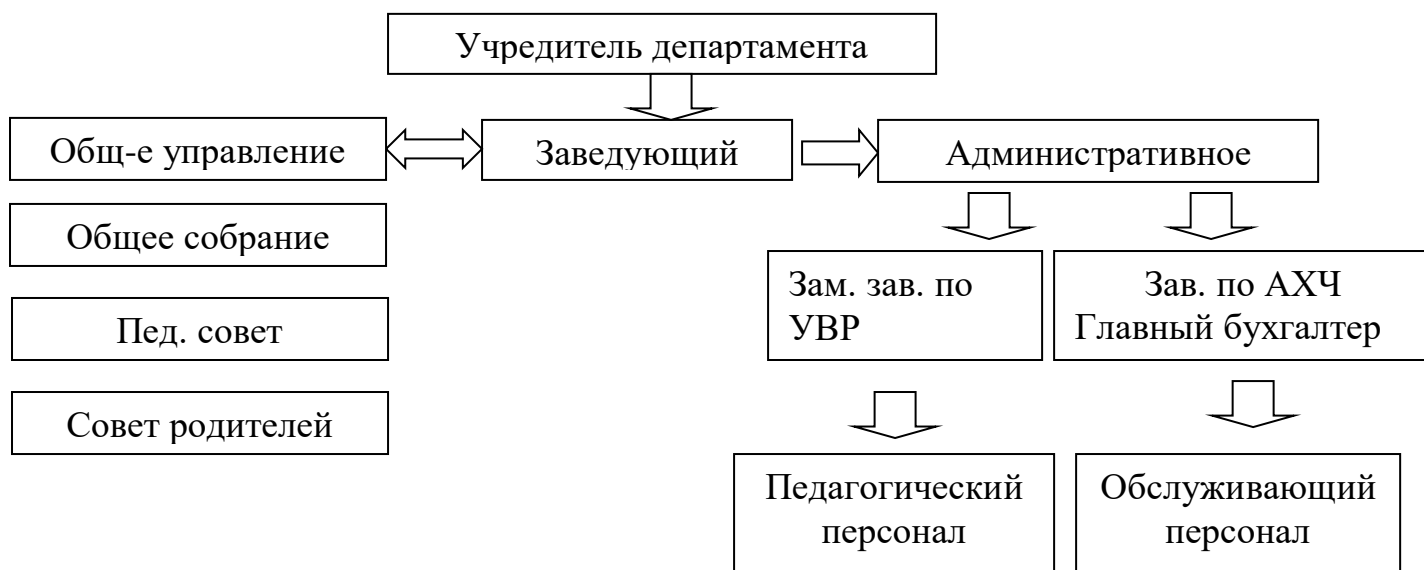 Учредитель департамента
Общ-е управление
Заведующий
Административное
Общее собрание
Пед. совет
Совет родителей
Зам. зав. по
УВР
Зав. по АХЧ
Главный бухгалтер
Педагогический
персонал
Обслуживающий
персонал